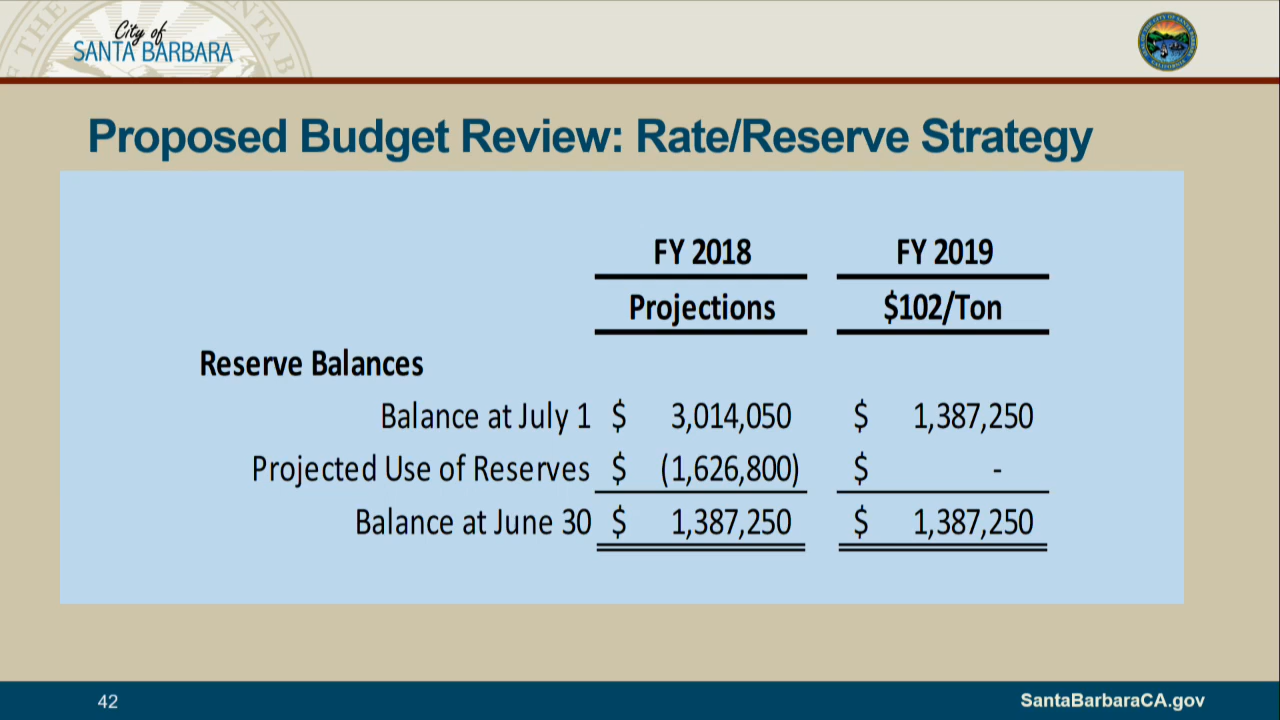 City of
SANTA BARBARA
Proposed Budget Review: Rate/Reserve Strategy
FY 2018 FY 2019
Projections $102/Ton
Reserve Balances
Balance at July 1 $ 3,014,050 $ 1,387,250
Projected Use of Reserves $ (1,626,800) $ -
Balance at June 30 $ 1,387,250 $ 1,387,250
42
SantaBarbaraCA.gov